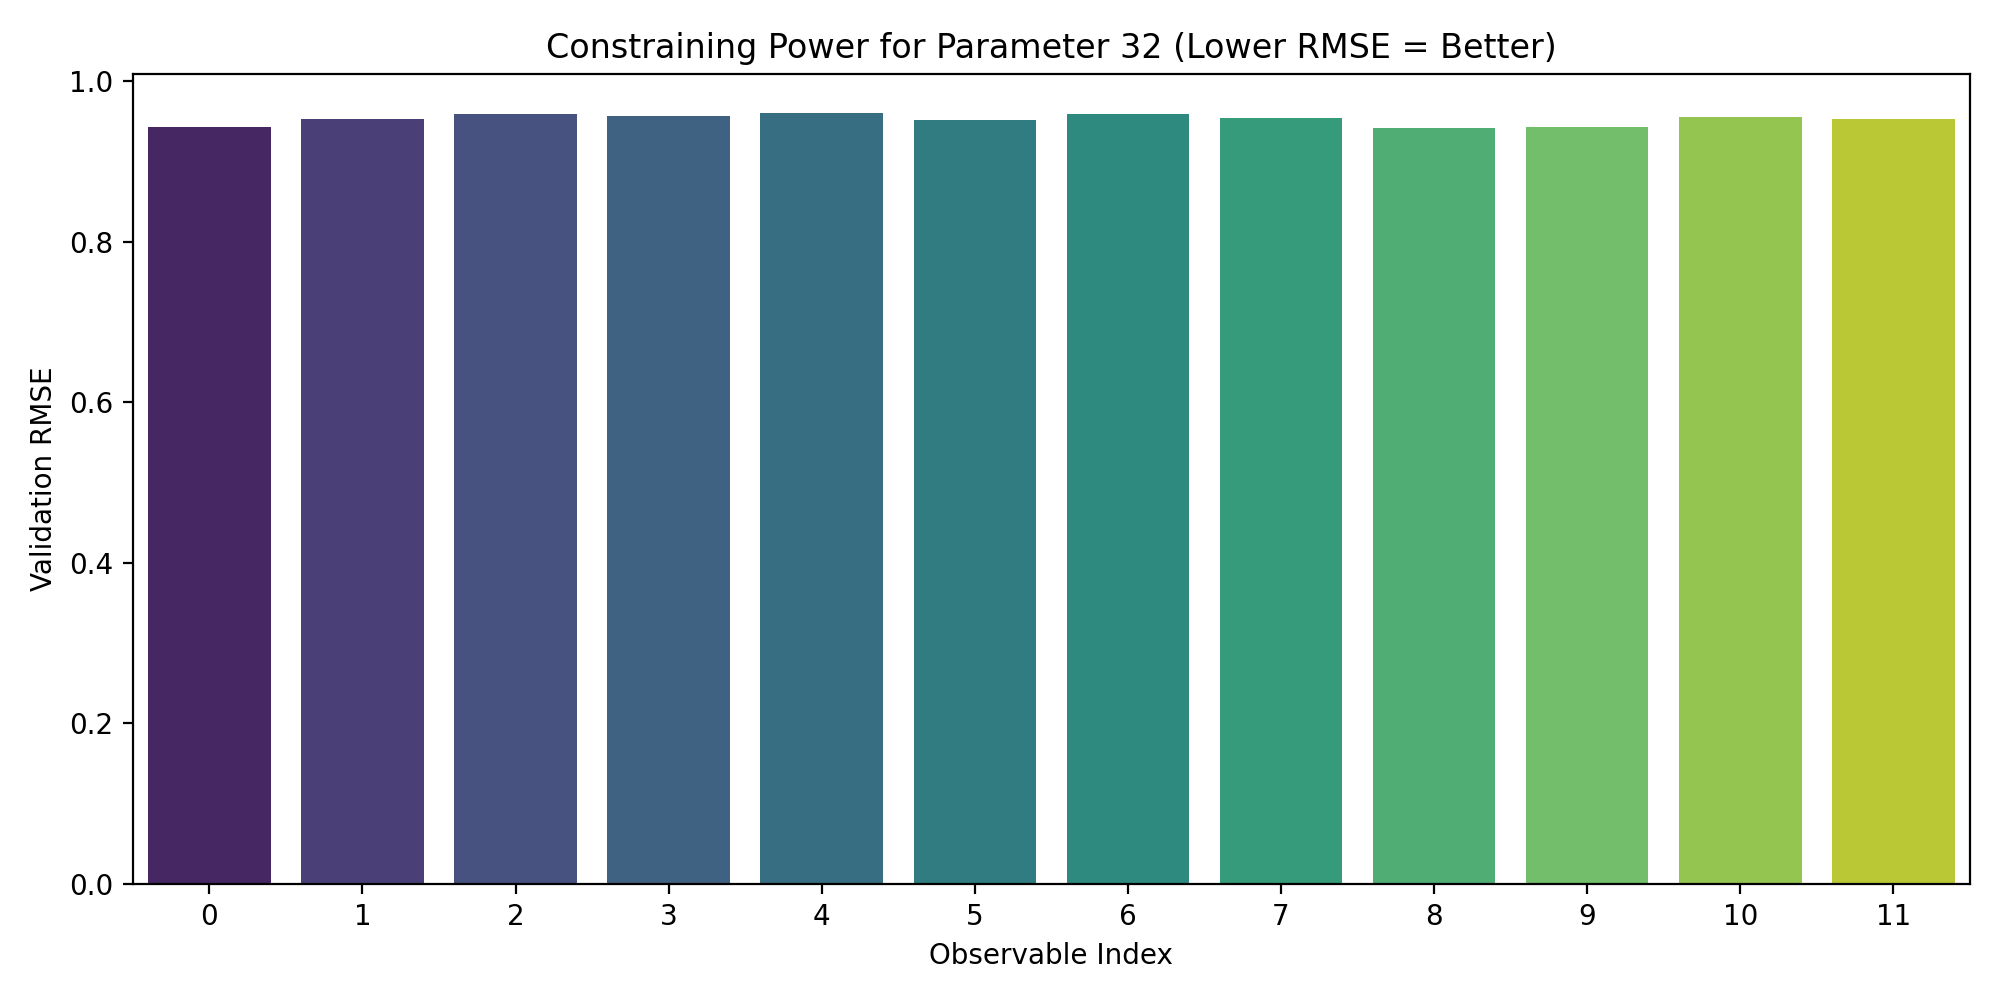 Constraining Power for Parameter 32 (Lower RMSE = Better)
Validation RMSE
1.0
0.8
0.6
0.4
0.2
0.0
0 1 2 3 4 5 6 7 8 9 10 11
Observable Index